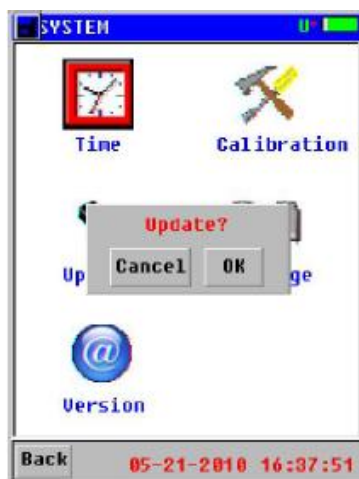 SYSTEM U
Time Calibration
Update?
Up ge
Cancel OK
Version
@
Back 05-21-2010 16:37:51